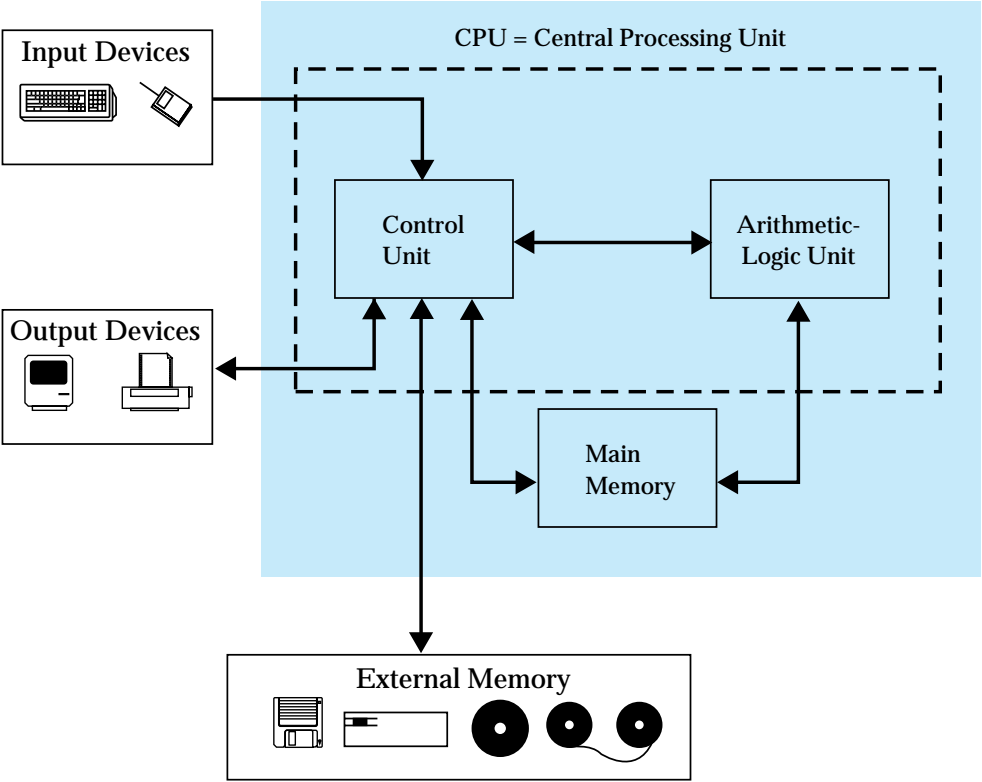 CPU = Central Processing Unit
Input Devices
Control
Unit
Arithmetic-
Logic Unit
Output Devices
Main
Memory
External Memory